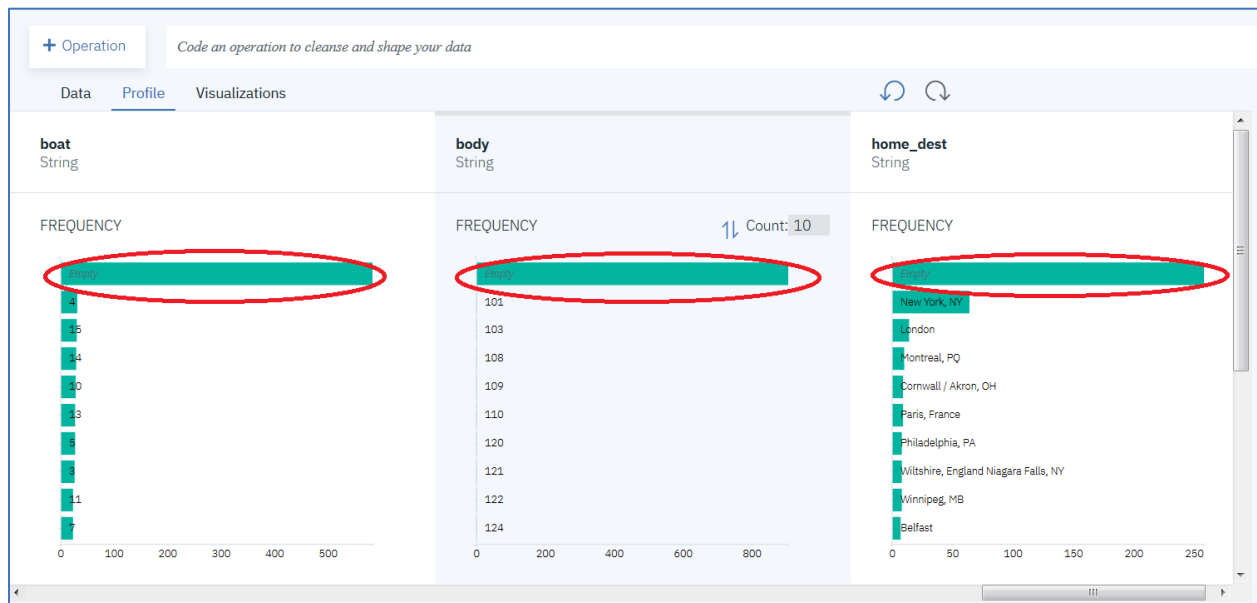 + Operation
Code an operation to cleanse and shape your data
Data Profile Visualizations
boat
String
FREQUENCY
Empty
4
15
14
10
13
5
3
11
7
0 100 200 300 400 500
body
String
FREQUENCY
Count: 10
Empty
101
103
108
109
110
120
121
122
124
0 200 400 600 800
home_dest
String
FREQUENCY
Empty
New York, NY
London
Montreal, PQ
Cornwall / Akron, OH
Paris, France
Philadelphia, PA
Wiltshire, England Niagara Falls, NY
Winnipeg, MB
Belfast
0 50 100 150 200 250